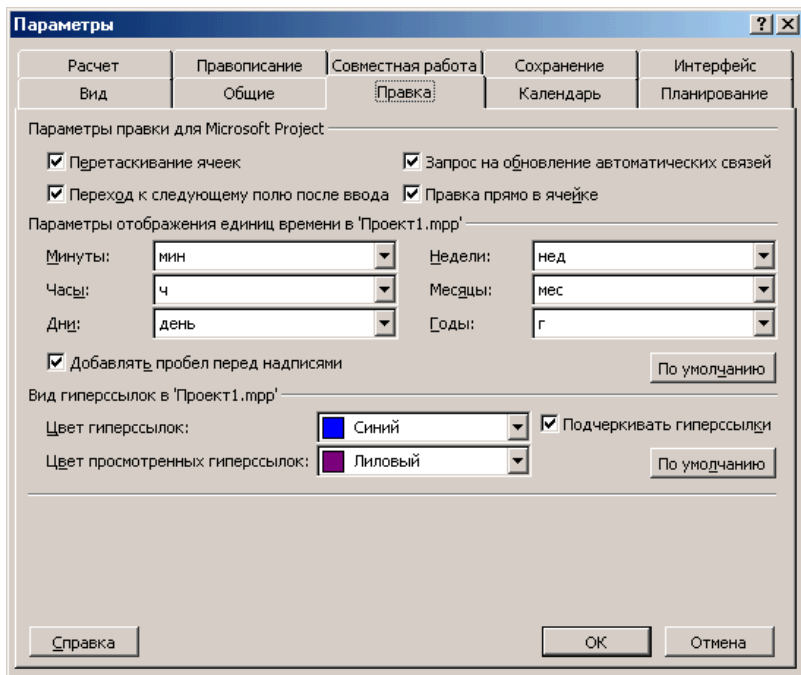 Параметры
Расчет Правописание Совместная работа Сохранение Интерфейс
Вид Общие Правка Календарь Планирование
Параметры правки для Microsoft Project
Перетаскивание ячеек Запрос на обновление автоматических связей
Переход к следующему полю после ввода Правка прямо в ячейке
Параметры отображения единиц времени в 'Проект1.mpp'
Минуты: мин Недели: нед
Часы: ч Месяцы: мес
Дни: день Годы: г
Добавлять пробел перед надписями По умолчанию
Вид гиперссылок в 'Проект1.mpp'
Цвет гиперссылок: Синий Подчеркивать гиперссылки
Цвет просмотренных гиперссылок: Лиловый По умолчанию
Справка ОК Отмена